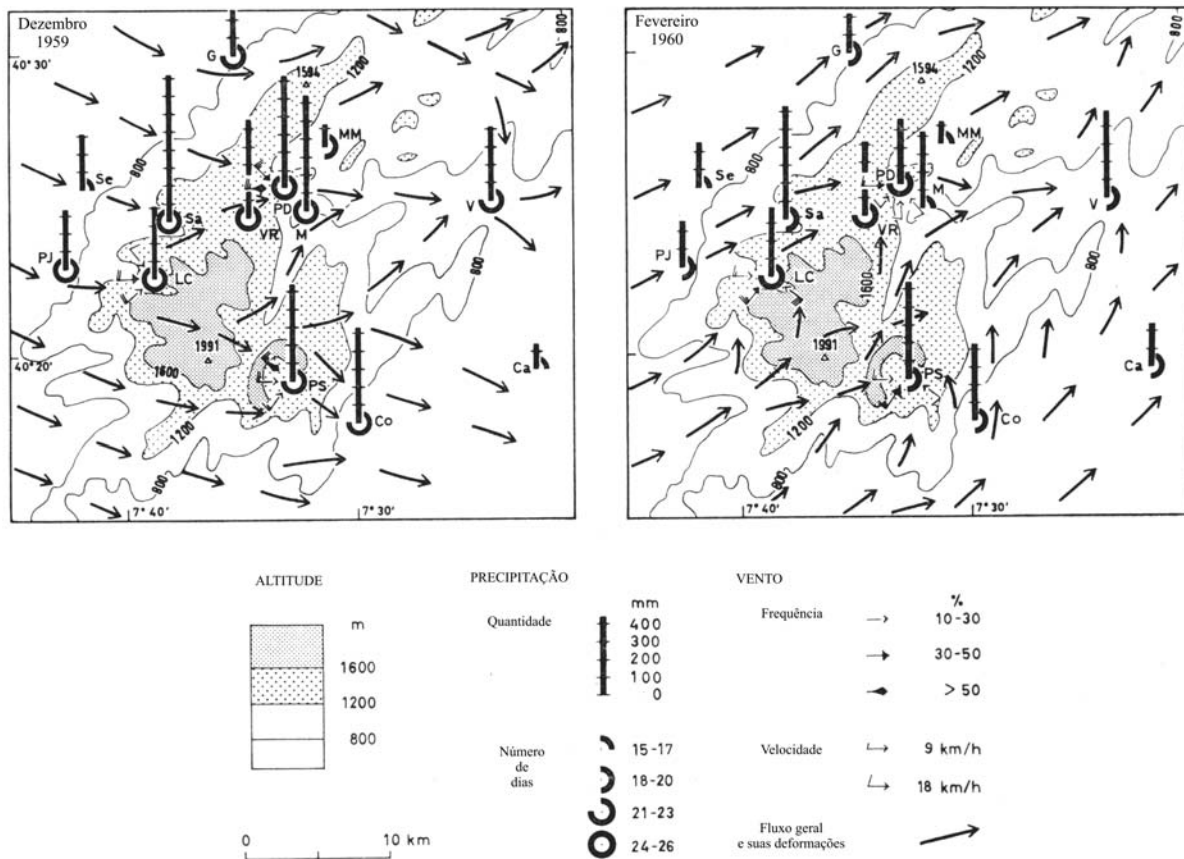 Dezembro
1959
40° 30'
G
1594
1200
800
800
MM
Se
Sa
VR
PD
M
V
PJ
LC
800
1991
40° 20'
1600
PS
Ca
Co
1200
800
7° 40'
7° 30'
Fevereiro
1960
G
1594
1200
800
800
MM
Se
PD
M
Sa
VR
V
PJ
LC
1600
800
1991
Ca
PS
Co
1200
800
7° 40'
7° 30'
ALTITUDE
m
1600
1200
800
0 10 km
PRECIPITAÇÃO
Quantidade
mm
400
300
200
100
0
Número
de
dias
15-17
18-20
21-23
24-26
VENTO
Frequência
%
10-30
30-50
> 50
Velocidade
9 km/h
18 km/h
Fluxo geral
e suas deformações